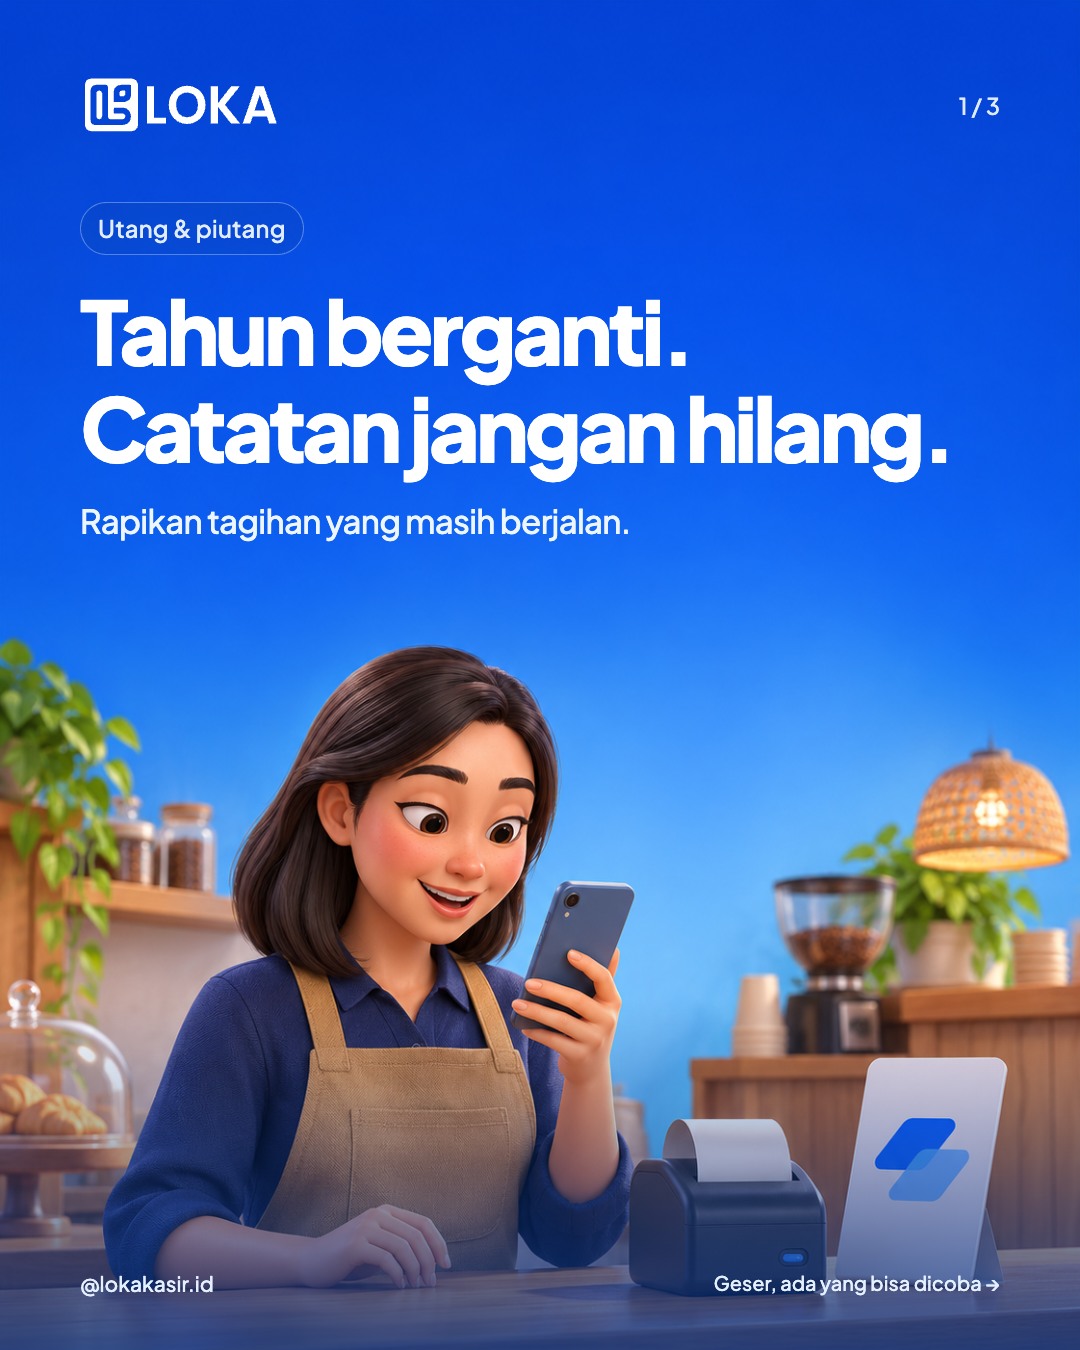 LOKA
1 / 3
Utang & piutang
Tahun berganti.
Catatan jangan hilang.
Rapikan tagihan yang masih berjalan.
@lokakasir.id
Geser, ada yang bisa dicoba →